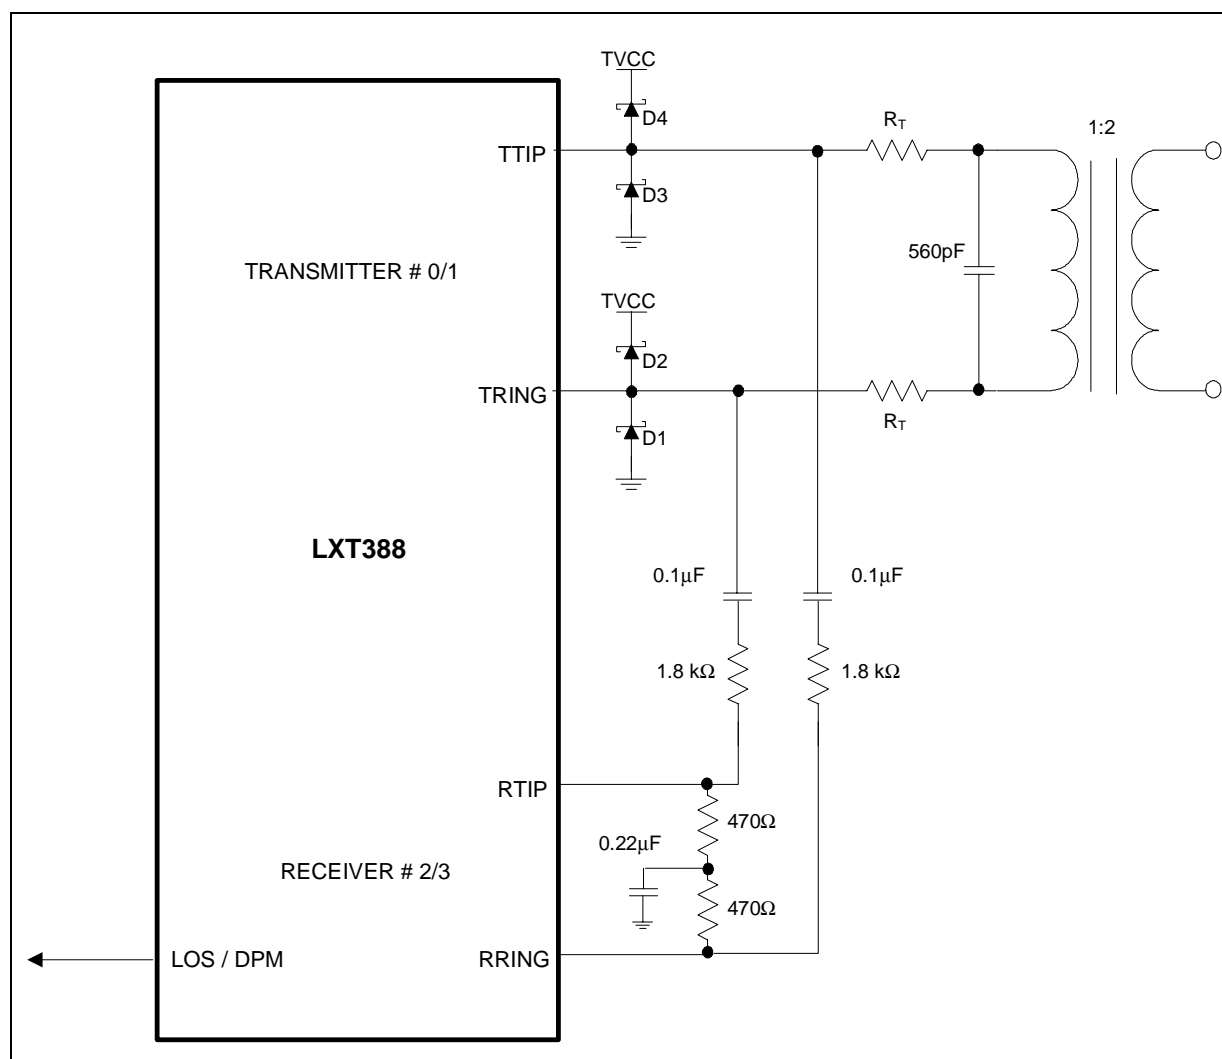 TVCC
D4
R_T
1:2
TTIP
D3
560pF
TRANSMITTER # 0/1
TVCC
D2
TRING
D1
R_T
LXT388
0.1μF
0.1μF
1.8 kΩ
1.8 kΩ
RTIP
470Ω
0.22μF
RECEIVER # 2/3
470Ω
LOS / DPM
RRING